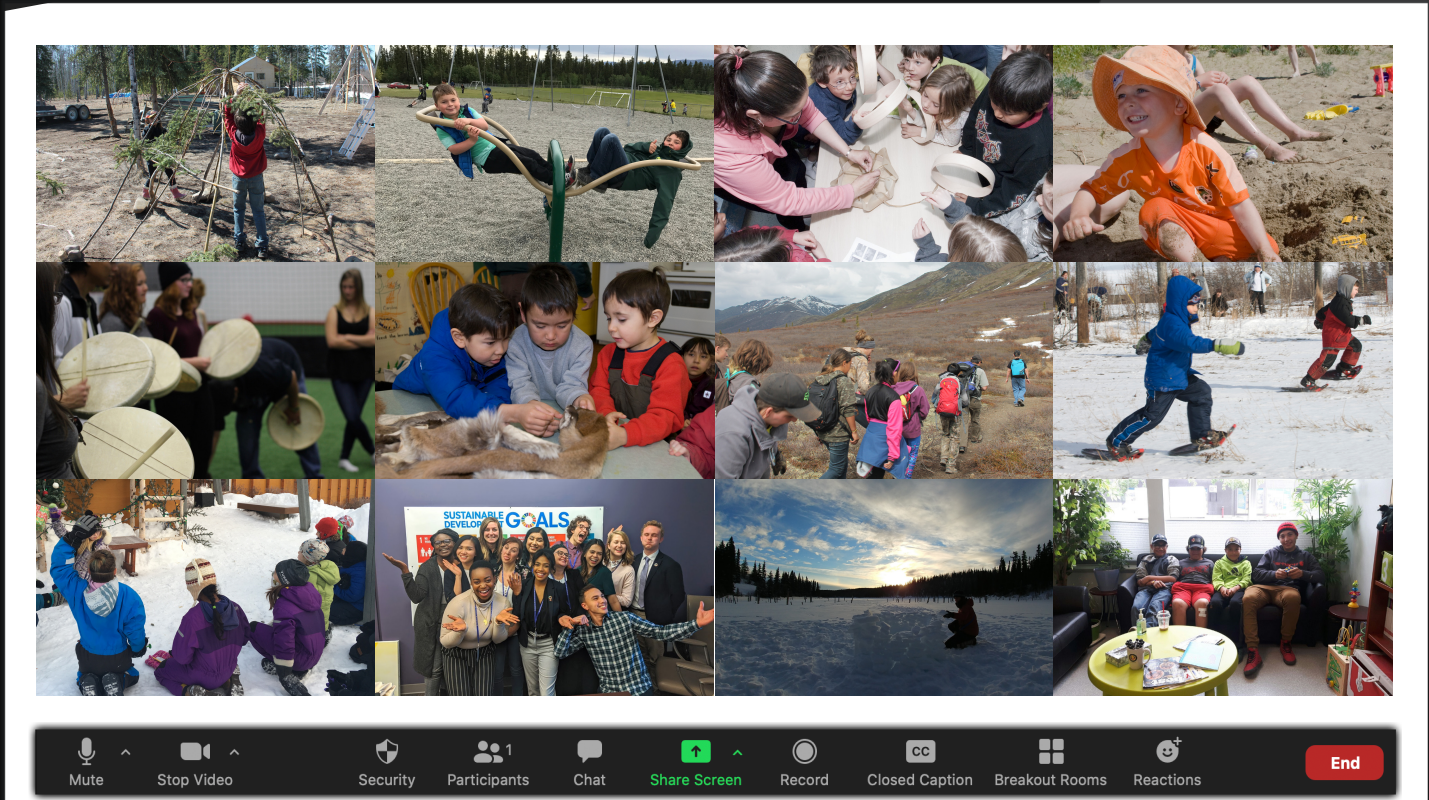 SUSTAINABLE
DEVELOPMENT GOALS
1
CC
Mute
Stop Video
Security
Participants
Chat
Share Screen
Record
Closed Caption
Breakout Rooms
Reactions
End